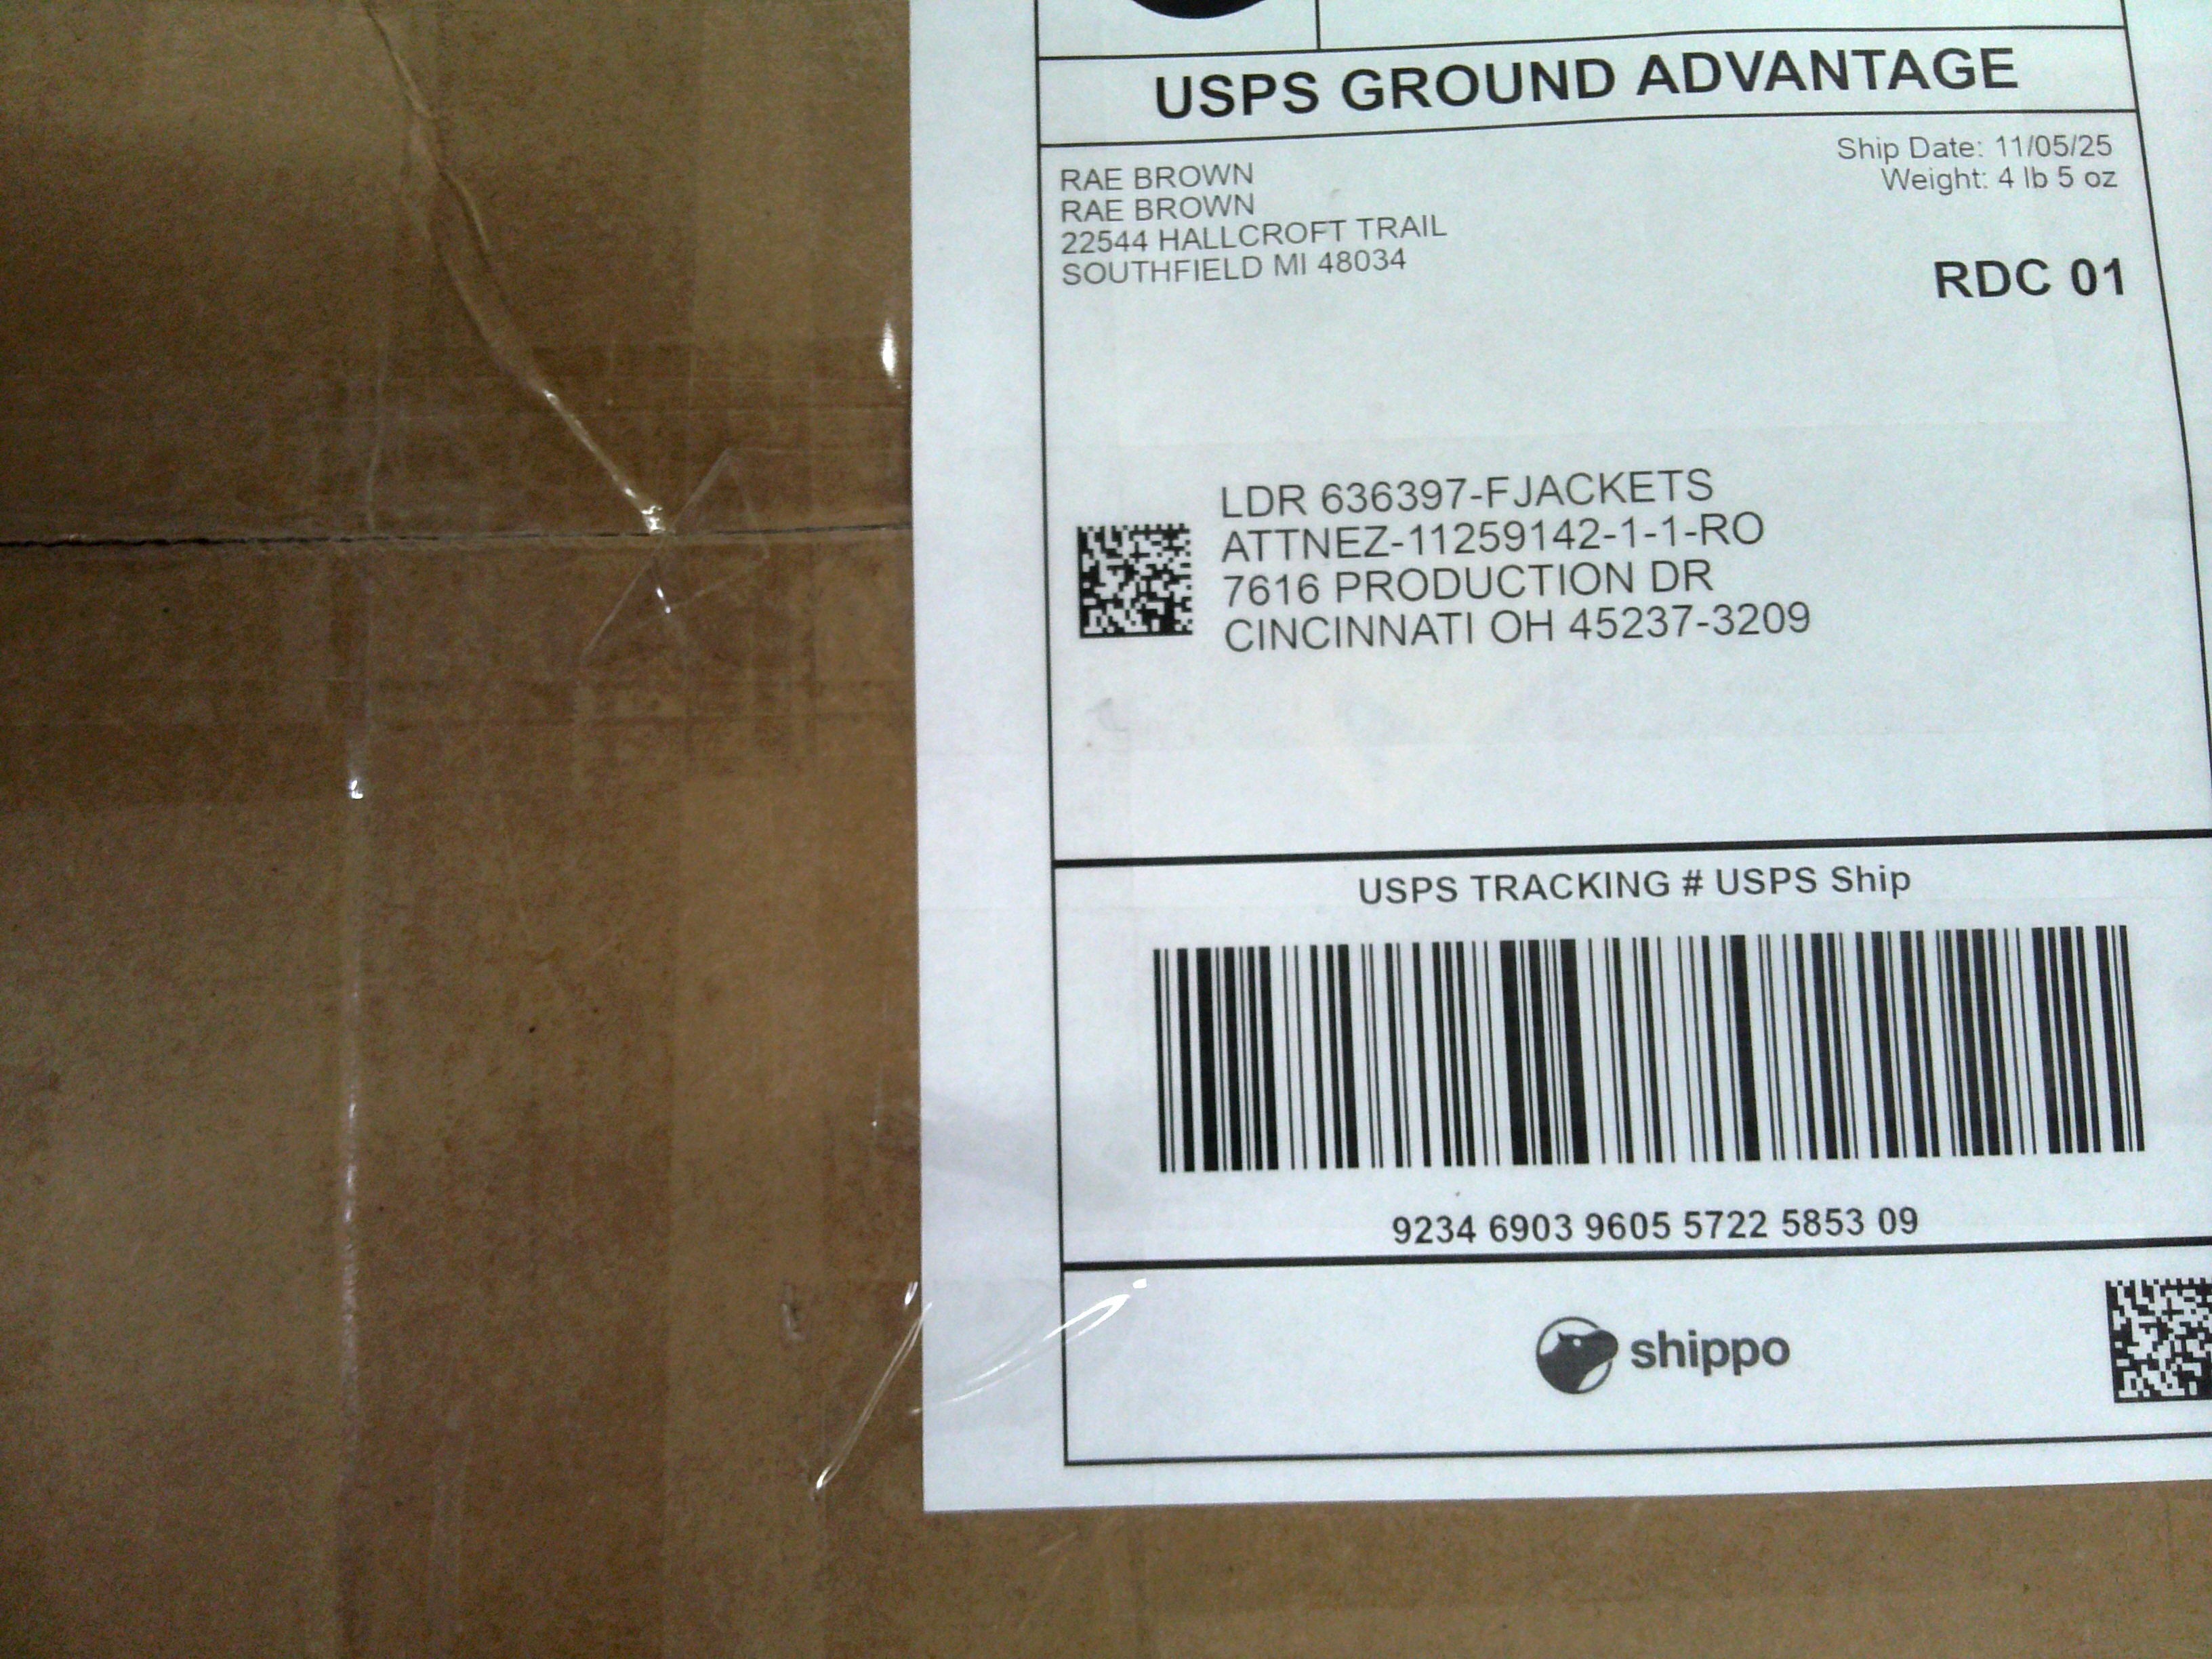 USPS GROUND ADVANTAGE
RAE BROWN
RAE BROWN
22544 HALLCROFT TRAIL
SOUTHFIELD MI 48034
Ship Date: 11/05/25
Weight: 4 lb 5 oz
RDC 01
LDR 636397-FJACKETS
ATTNEZ-11259142-1-1-RO
7616 PRODUCTION DR
CINCINNATI OH 45237-3209
USPS TRACKING # USPS Ship
9234 6903 9605 5722 5853 09
shippo